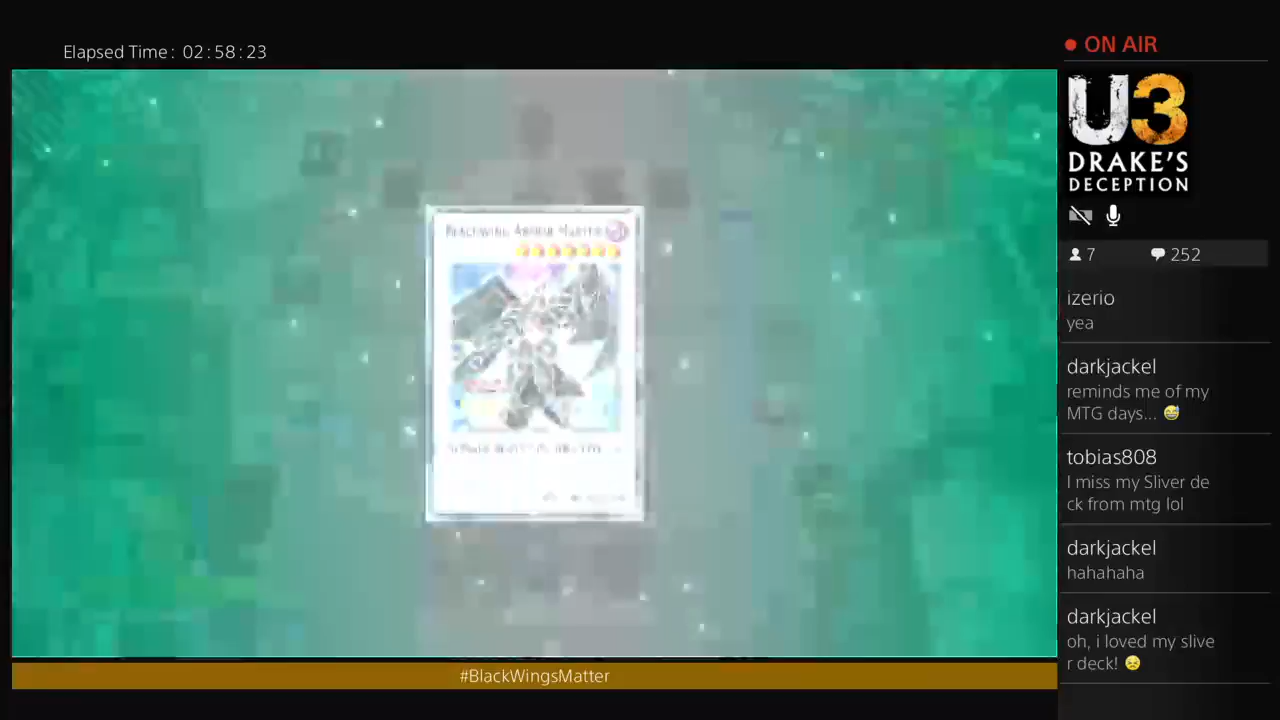 Elapsed Time: 02:58:23
ON AIR
U3
DRAKE'S
DECEPTION
7 252
izerio
yea
darkjackel
reminds me of my
MTG days... 😅
tobias808
I miss my Sliver de
ck from mtg lol
darkjackel
hahahaha
darkjackel
oh, i loved my slive
r deck! 😣
#BlackWingsMatter